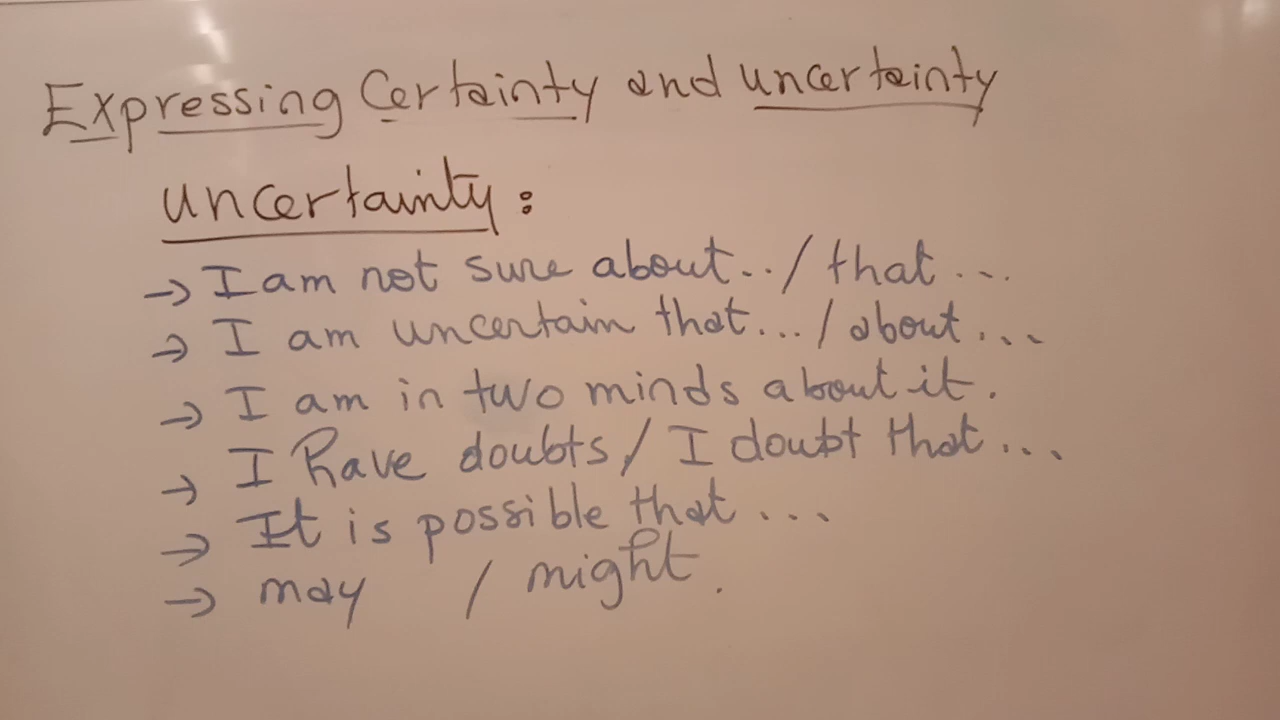 Expressing Certainty and uncertainty
uncertainty:
→ I am not sure about../ that ...
→ I am uncertain that.../ about...
→ I am in two minds about it.
→ I have doubts/ I doubt that...
→ It is possible that...
→ may / might.